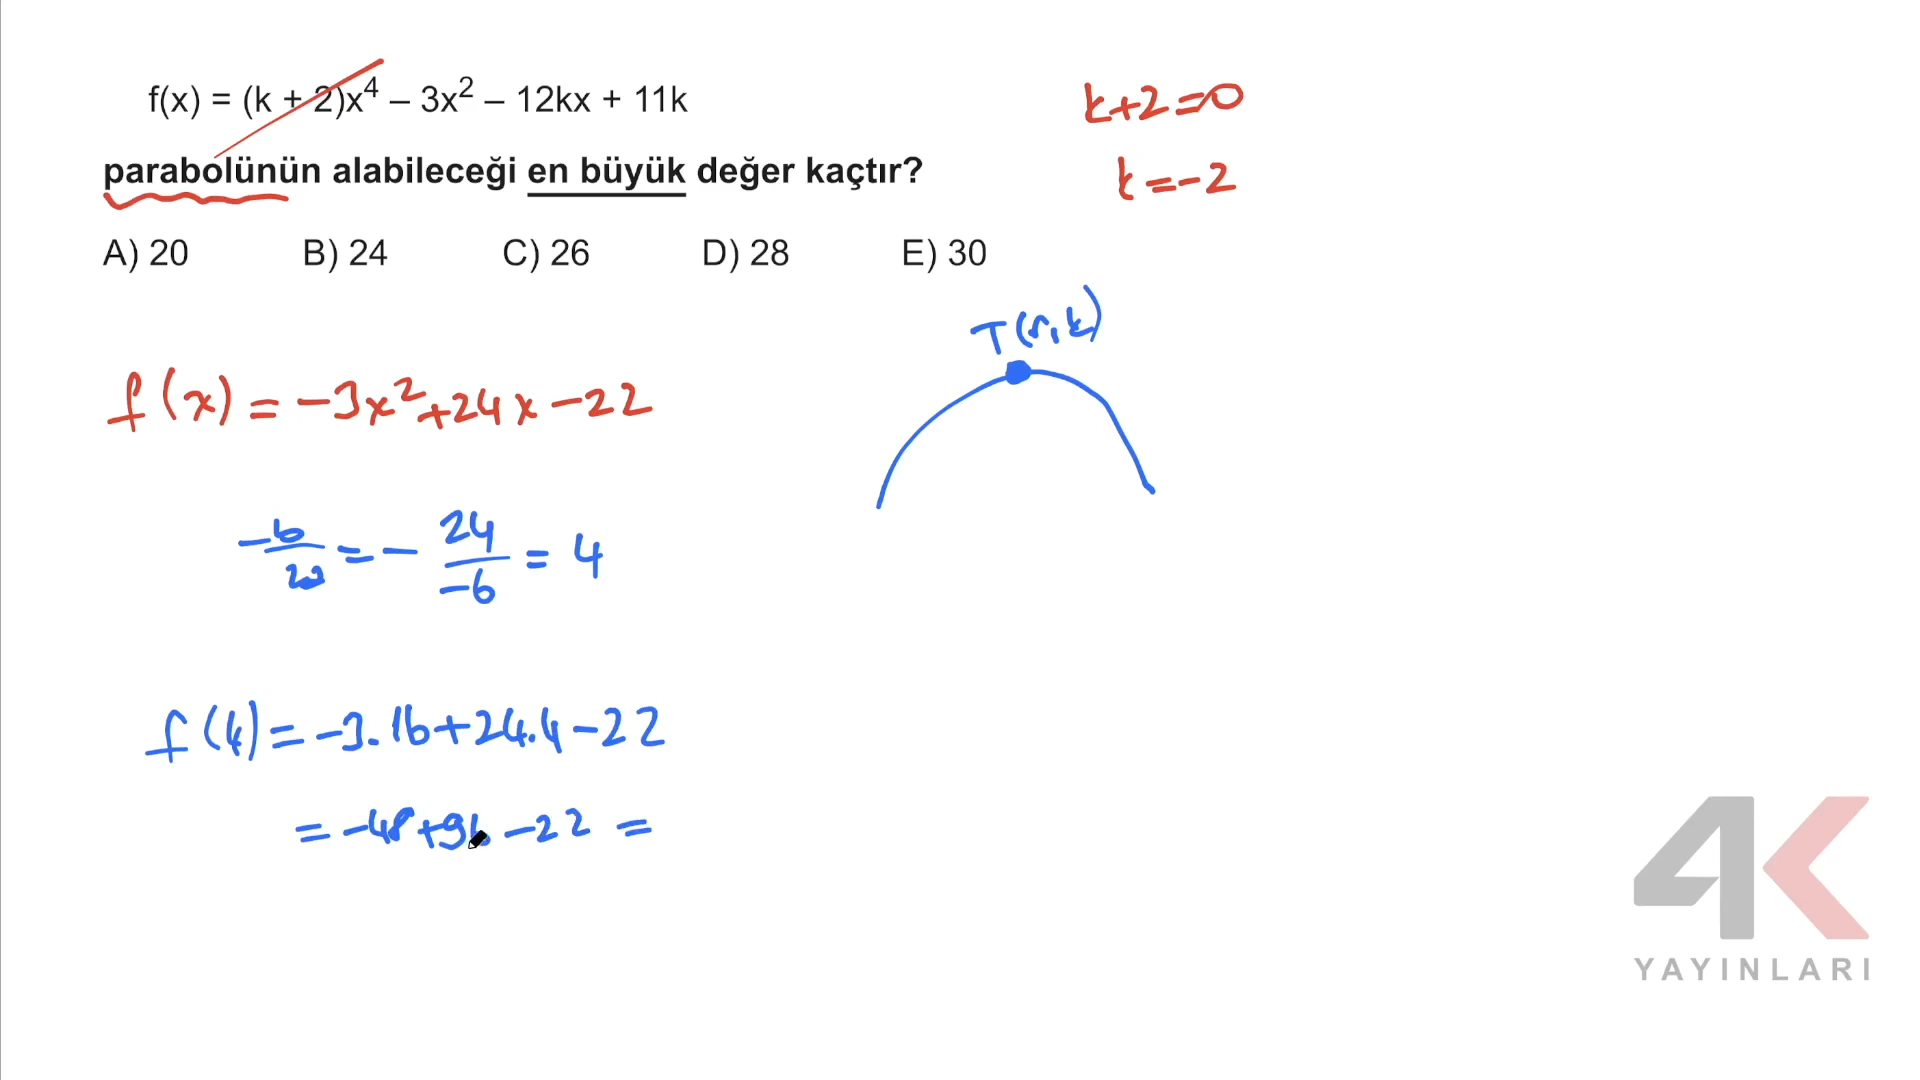 f(x) = (k + 2)x⁴ – 3x² – 12kx + 11k
k+2=0
parabolünün alabileceği en büyük değer kaçtır?
k=-2
A) 20 B) 24 C) 26 D) 28 E) 30
T(r,k)
f(x) = -3x²+24x-22
-b/2a = - 24/-6 = 4
f(4) = -3.16+24.4-22
= -48+96-22 =
4K
YAYINLARI